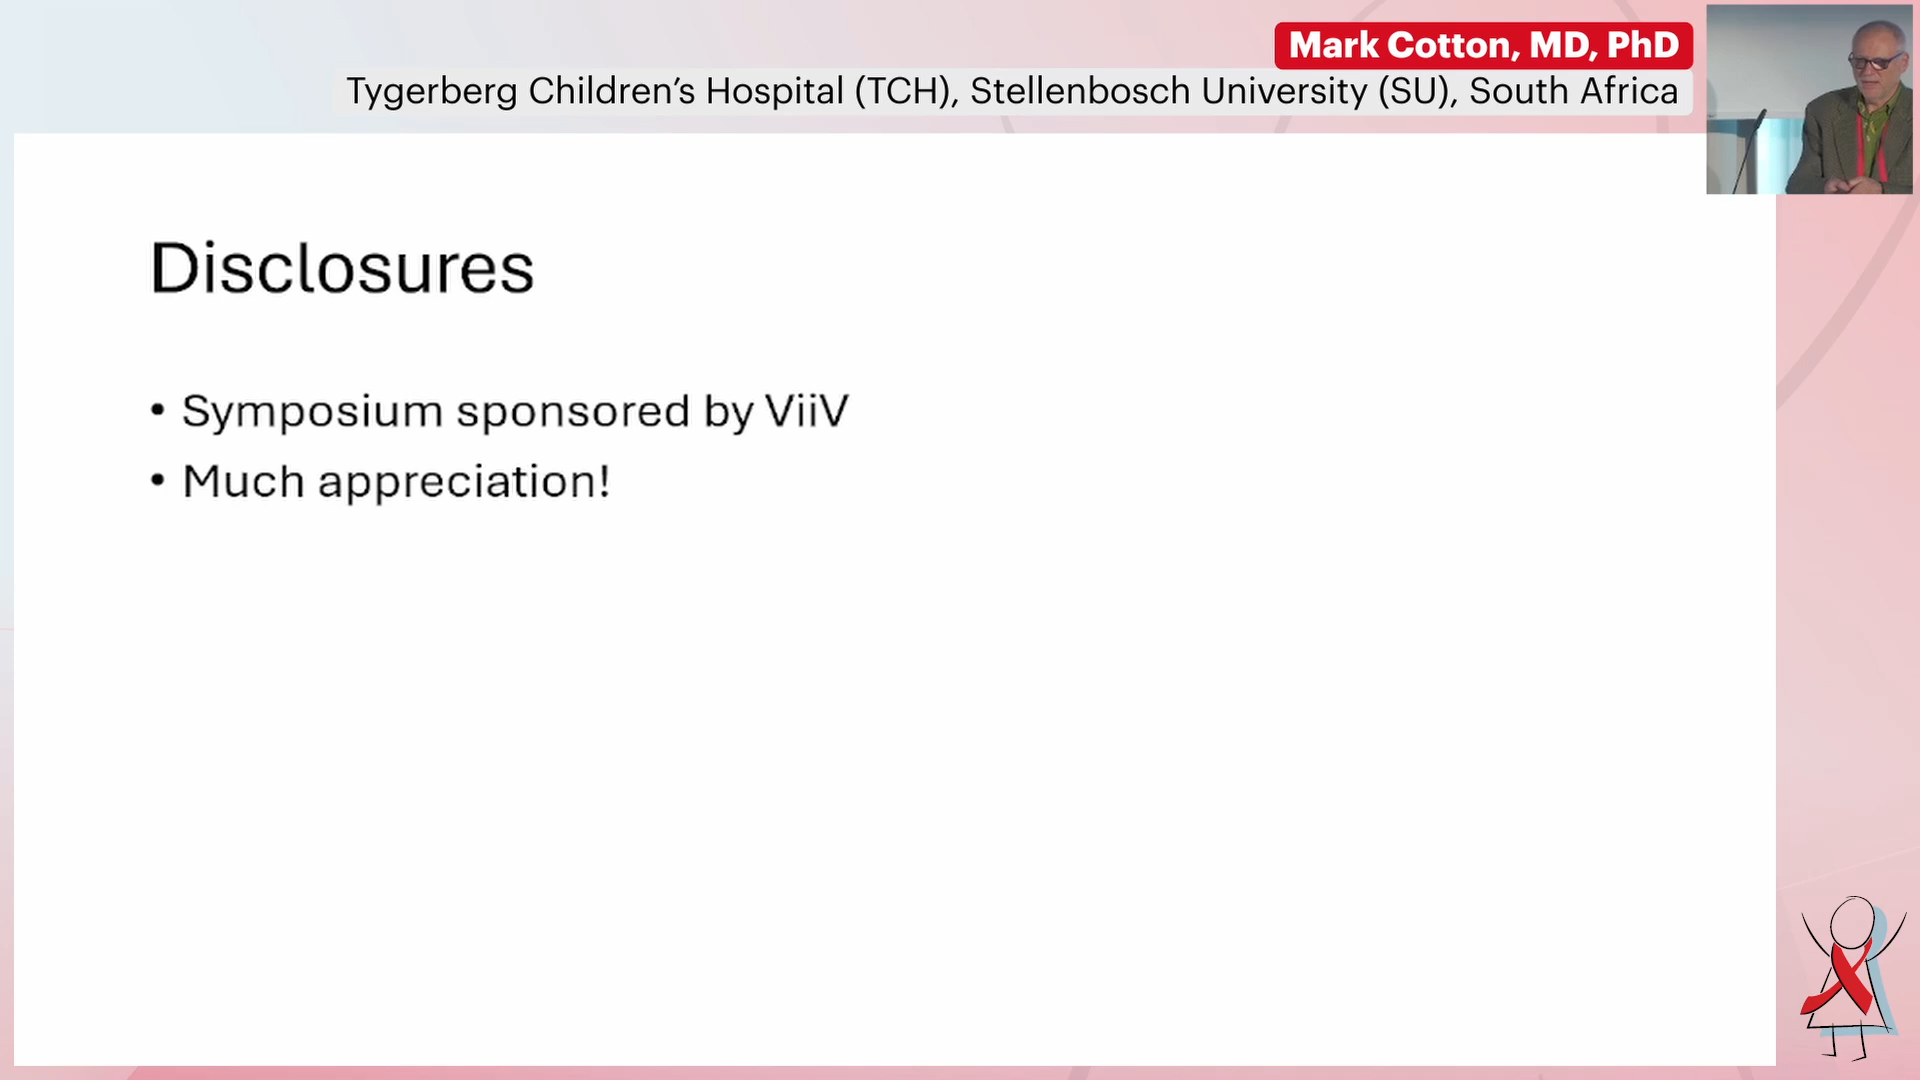 Mark Cotton, MD, PhD
Tygerberg Children’s Hospital (TCH), Stellenbosch University (SU), South Africa
Disclosures
• Symposium sponsored by ViiV
• Much appreciation!